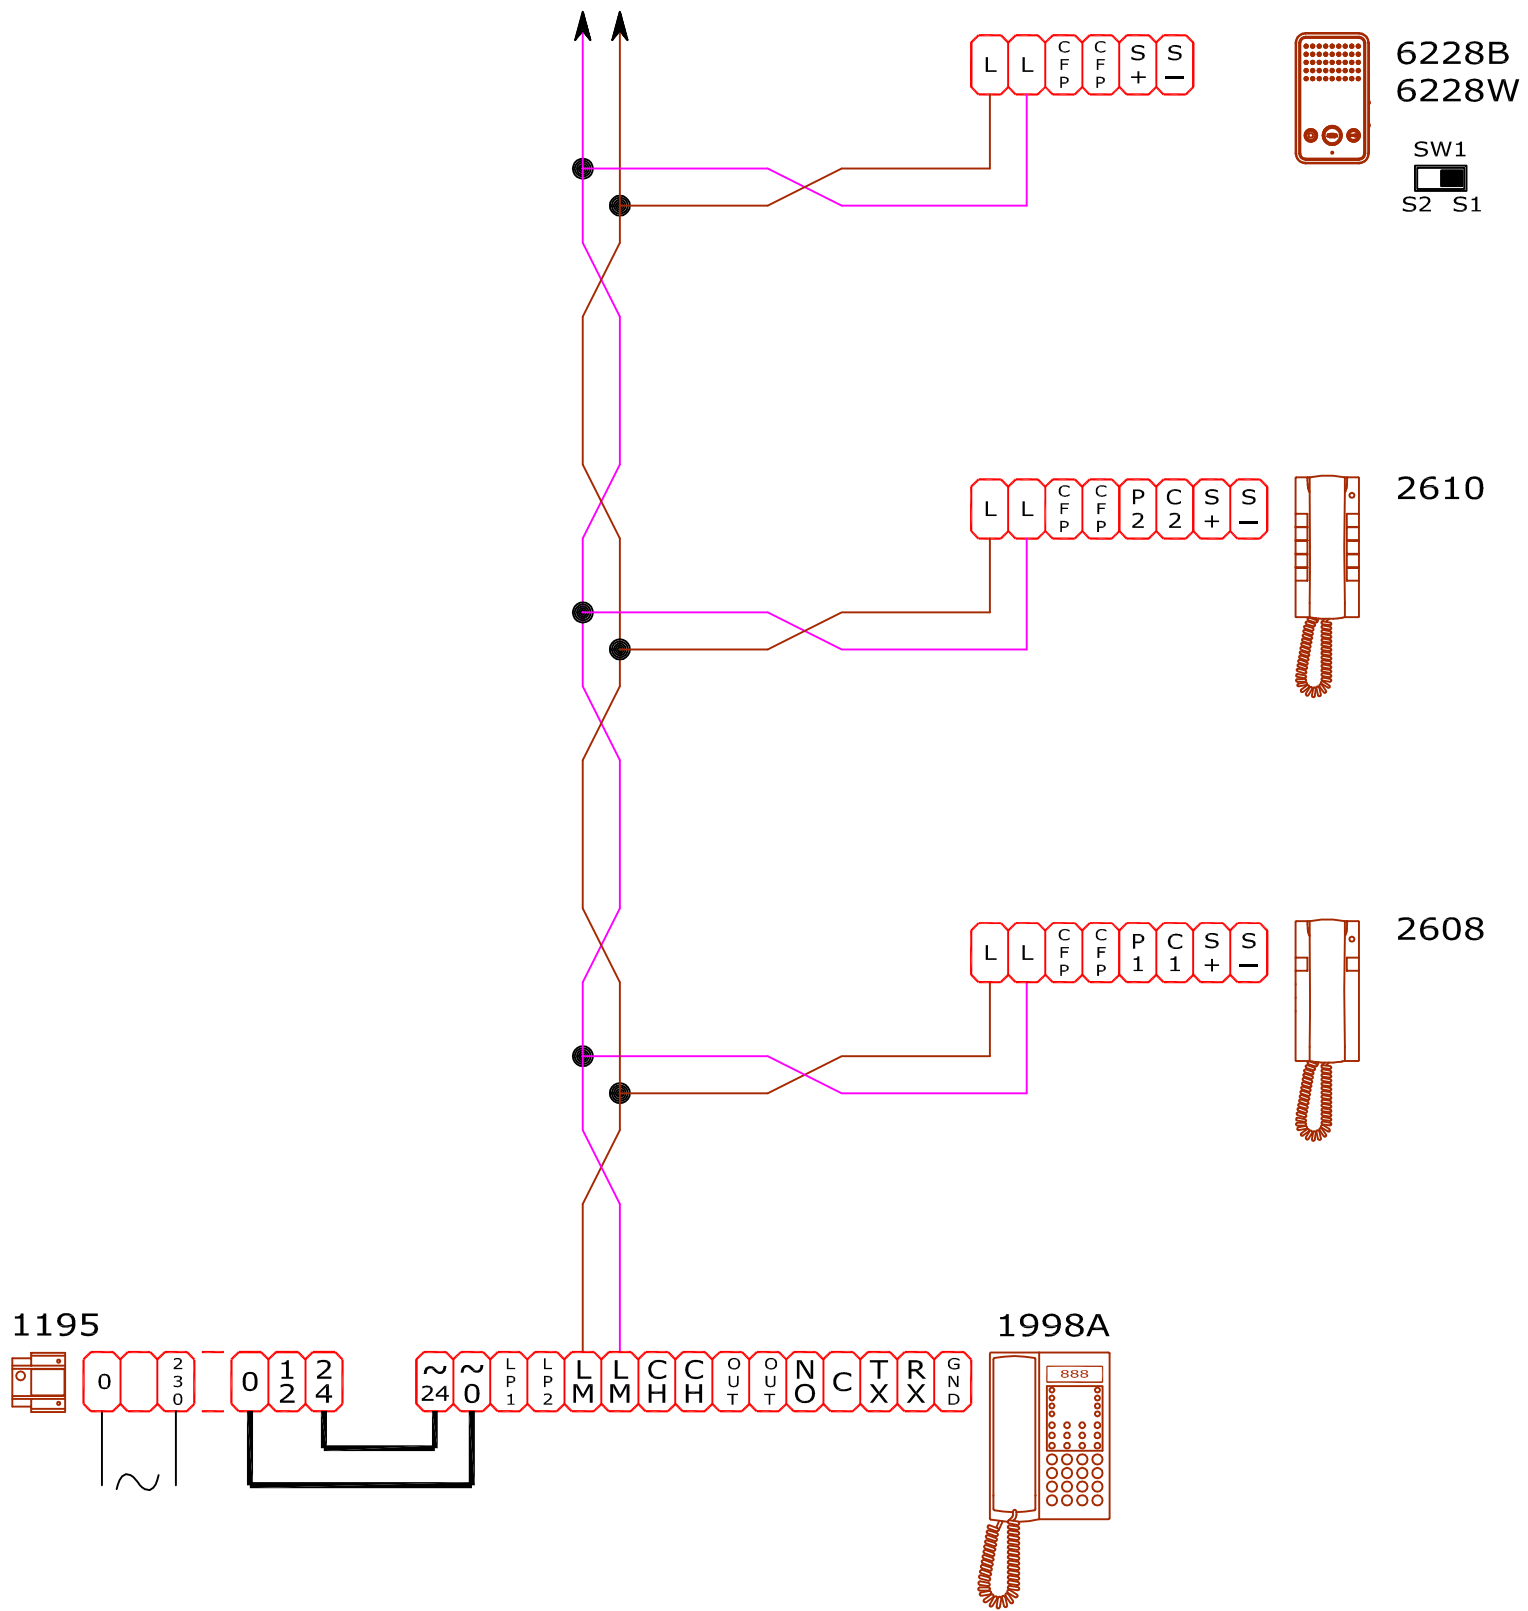 L L CFP CFP S+ S–
6228B
6228W
SW1
S2 S1
L L CFP CFP P2 C2 S+ S–
2610
L L CFP CFP P1 C1 S+ S–
2608
1195
1998A
0 230 0 12 24 ~24 ~0 LP1 LP2 LM LM CH CH OUT OUT NO C TX RX GND
888
~